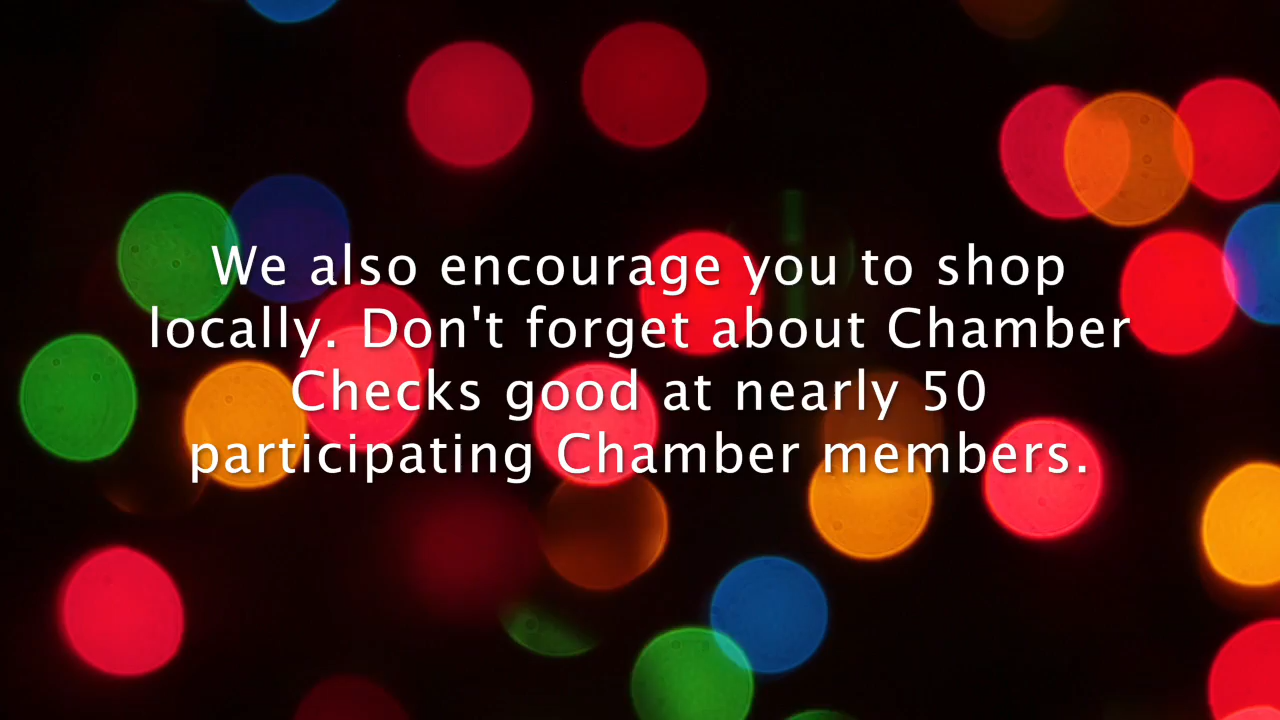 We also encourage you to shop
locally. Don't forget about Chamber
Checks good at nearly 50
participating Chamber members.